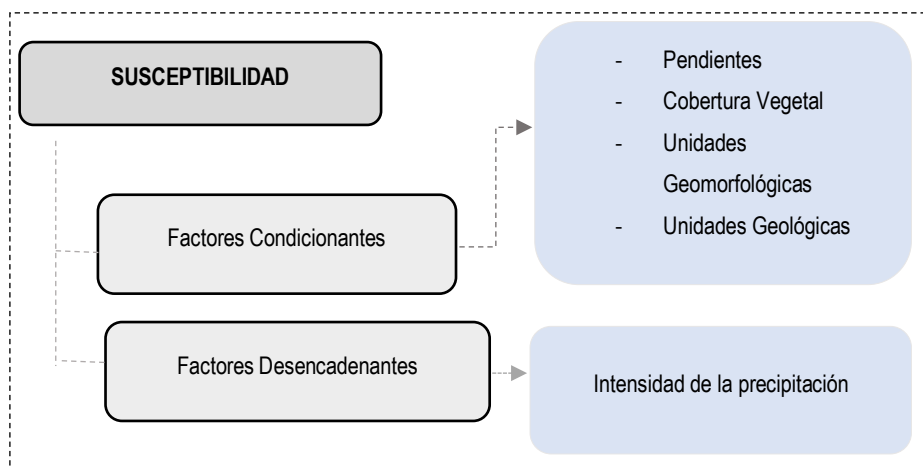 SUSCEPTIBILIDAD
Factores Condicionantes
- Pendientes
- Cobertura Vegetal
- Unidades
Geomorfológicas
- Unidades Geológicas
Factores Desencadenantes
Intensidad de la precipitación